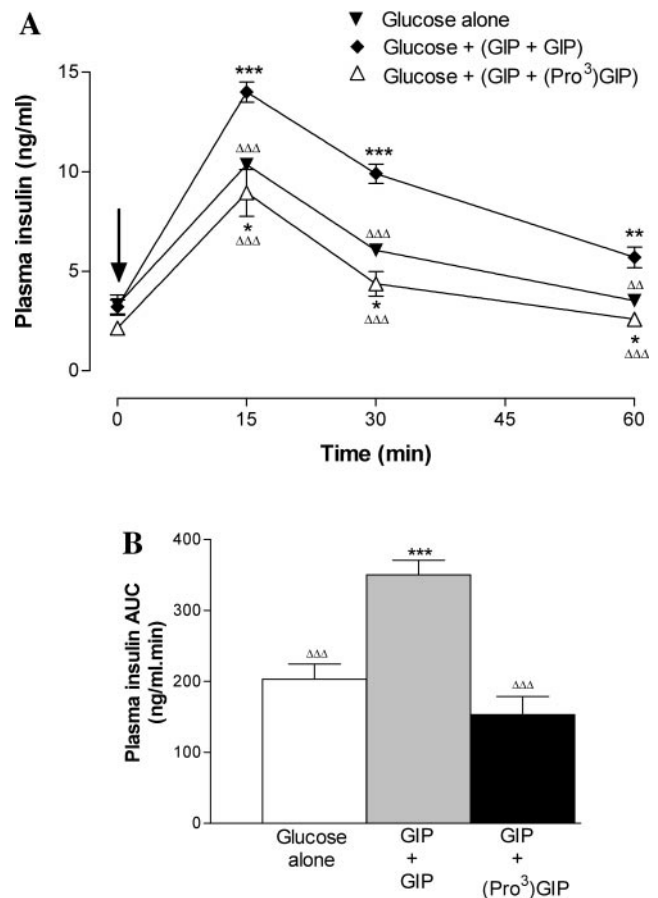 A
Glucose alone
Glucose + (GIP + GIP)
Glucose + (GIP + (Pro³)GIP)
Plasma insulin (ng/ml)
15
10
5
0
***
ΔΔΔ
*
ΔΔΔ
***
ΔΔΔ
*
ΔΔΔ
**
ΔΔ
*
ΔΔΔ
0 15 30 45 60
Time (min)
B
Plasma insulin AUC
(ng/ml.min)
400
300
200
100
0
ΔΔΔ
***
ΔΔΔ
Glucose
alone
GIP
+
GIP
GIP
+
(Pro³)GIP